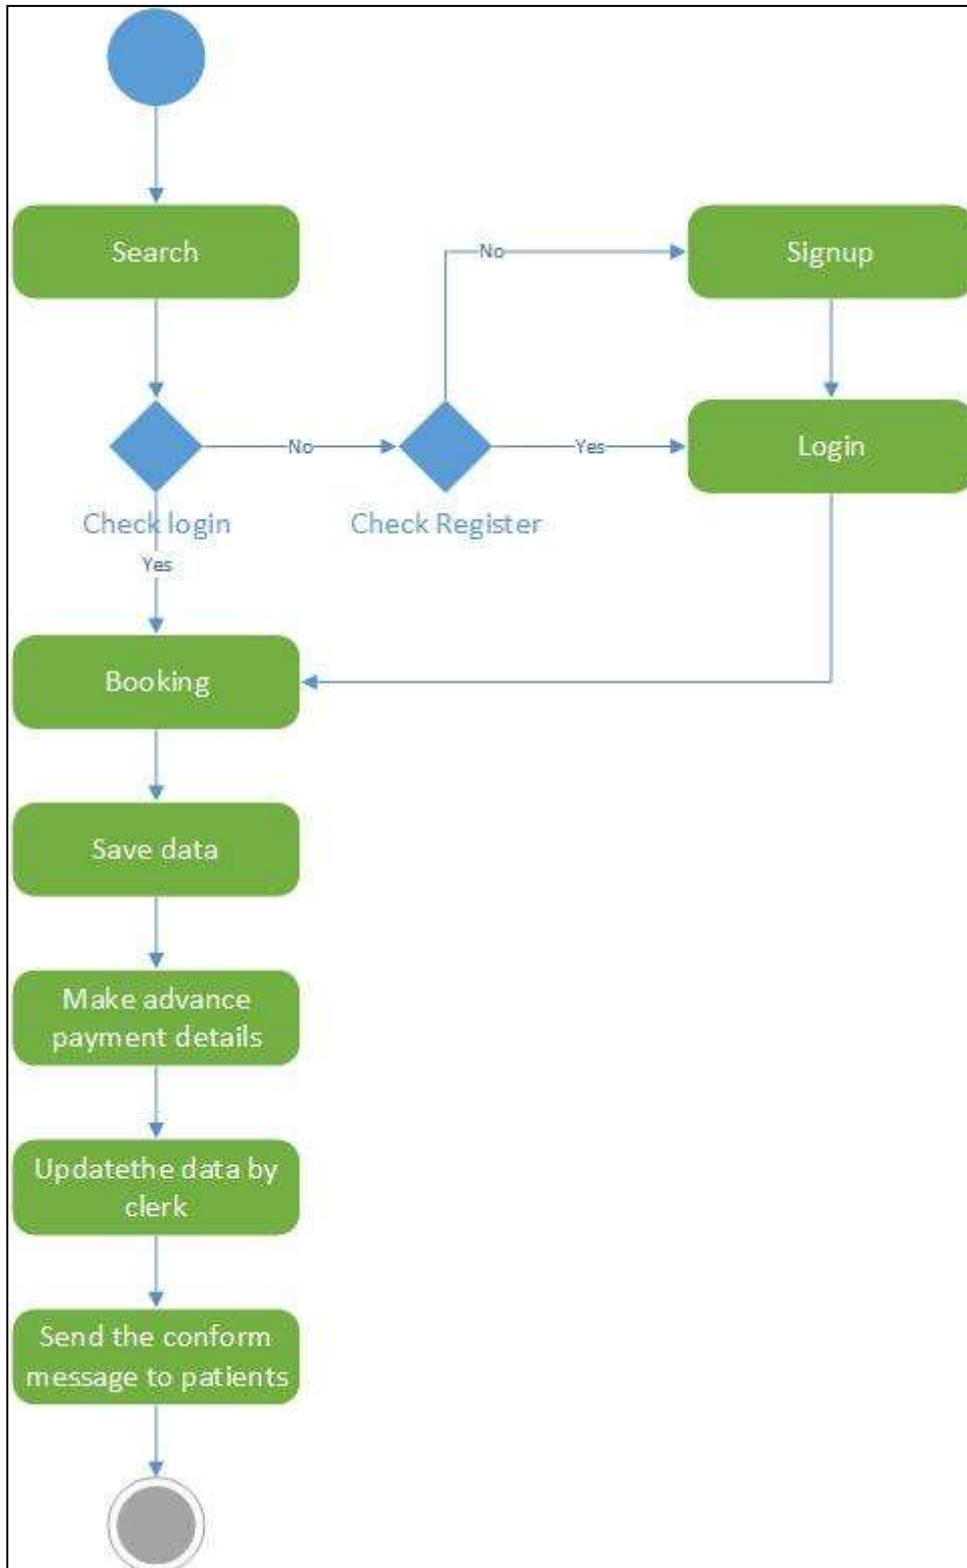 Search
No
Signup
No
Yes
Login
Check login
Check Register
Yes
Booking
Save data
Make advance
payment details
Updatethe data by
clerk
Send the conform
message to patients